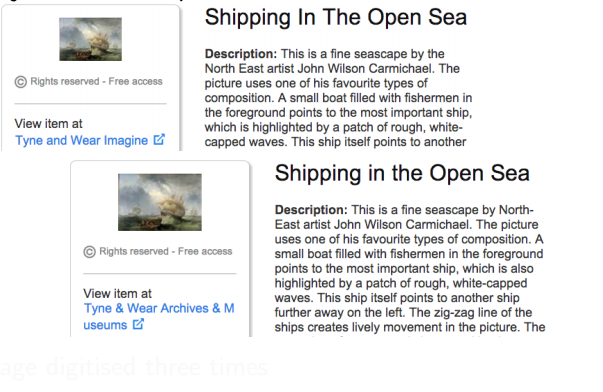 Shipping In The Open Sea
Description: This is a fine seascape by the
North East artist John Wilson Carmichael. The
picture uses one of his favourite types of
composition. A small boat filled with fishermen in
the foreground points to the most important ship,
which is highlighted by a patch of rough, white-
capped waves. This ship itself points to another
© Rights reserved - Free access
View item at
Tyne and Wear Imagine
Shipping in the Open Sea
Description: This is a fine seascape by North-
East artist John Wilson Carmichael. The picture
uses one of his favourite types of composition. A
small boat filled with fishermen in the foreground
points to the most important ship, which is also
highlighted by a patch of rough, white-capped
waves. This ship itself points to another ship
further away on the left. The zig-zag line of the
ships creates lively movement in the picture. The
© Rights reserved - Free access
View item at
Tyne & Wear Archives & M
useums
age digitised three times